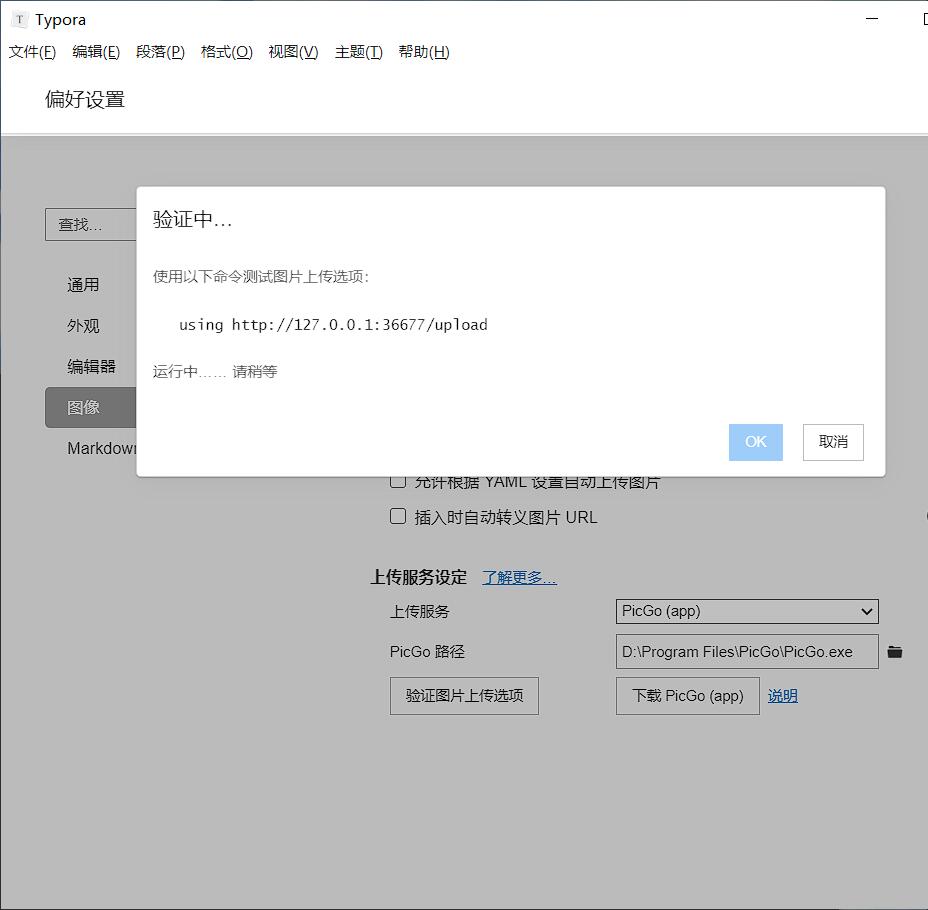 Typora
文件(F) 编辑(E) 段落(P) 格式(O) 视图(V) 主题(T) 帮助(H)
偏好设置
查找...
通用
外观
编辑器
图像
Markdown
验证中...
使用以下命令测试图片上传选项：
using http://127.0.0.1:36677/upload
运行中…… 请稍等
OK 取消
允许根据 YAML 设置自动上传图片
插入时自动转义图片 URL
上传服务设定 了解更多...
上传服务 PicGo (app)
PicGo 路径 D:\Program Files\PicGo\PicGo.exe
验证图片上传选项 下载 PicGo (app) 说明